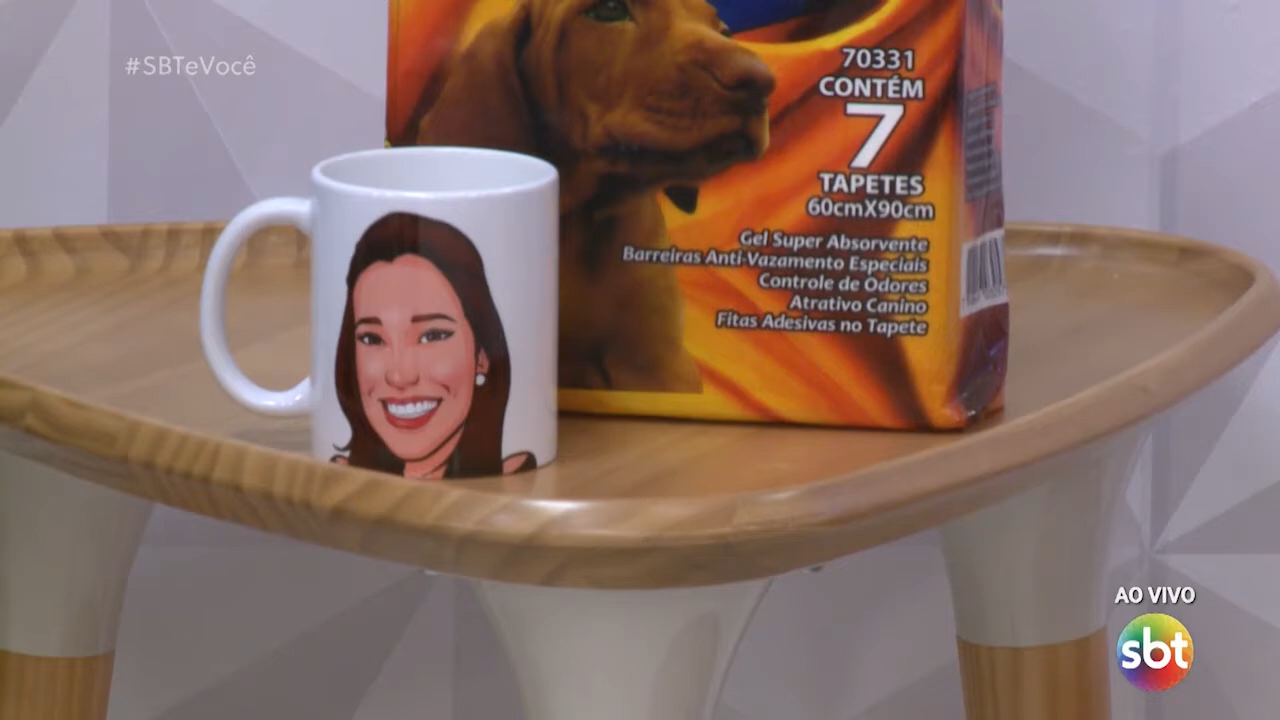 #SBTeVocê
70331
CONTÉM
7
TAPETES
60cmX90cm
Gel Super Absorvente
Barreiras Anti-Vazamento Especiais
Controle de Odores
Atrativo Canino
Fitas Adesivas no Tapete
AO VIVO
sbt